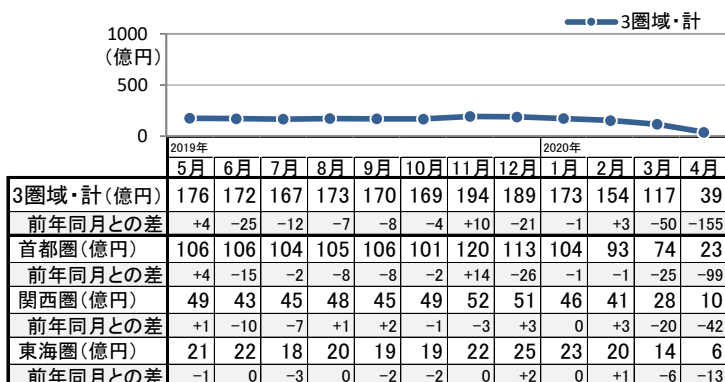 3圏域・計
1000
(億円)
500
0
2019年 2020年
5月 6月 7月 8月 9月 10月 11月 12月 1月 2月 3月 4月
3圏域・計(億円) 176 172 167 173 170 169 194 189 173 154 117 39
前年同月との差 +4 −25 −12 −7 −8 −4 +10 −21 −1 +3 −50 −155
首都圏(億円) 106 106 104 105 106 101 120 113 104 93 74 23
前年同月との差 +4 −15 −2 −8 −8 −2 +14 −26 −1 −1 −25 −99
関西圏(億円) 49 43 45 48 45 49 52 51 46 41 28 10
前年同月との差 +1 −10 −7 +1 +2 −1 −3 +3 0 +3 −20 −42
東海圏(億円) 21 22 18 20 19 19 22 25 23 20 14 6
前年同月との差 −1 0 −3 0 −2 −2 0 +2 0 +1 −6 −13